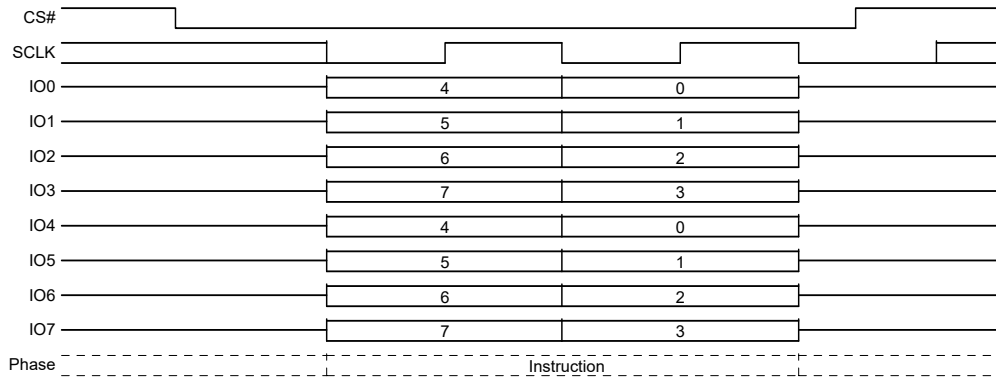 CS#
SCLK
IO0 4 0
IO1 5 1
IO2 6 2
IO3 7 3
IO4 4 0
IO5 5 1
IO6 6 2
IO7 7 3
Phase Instruction